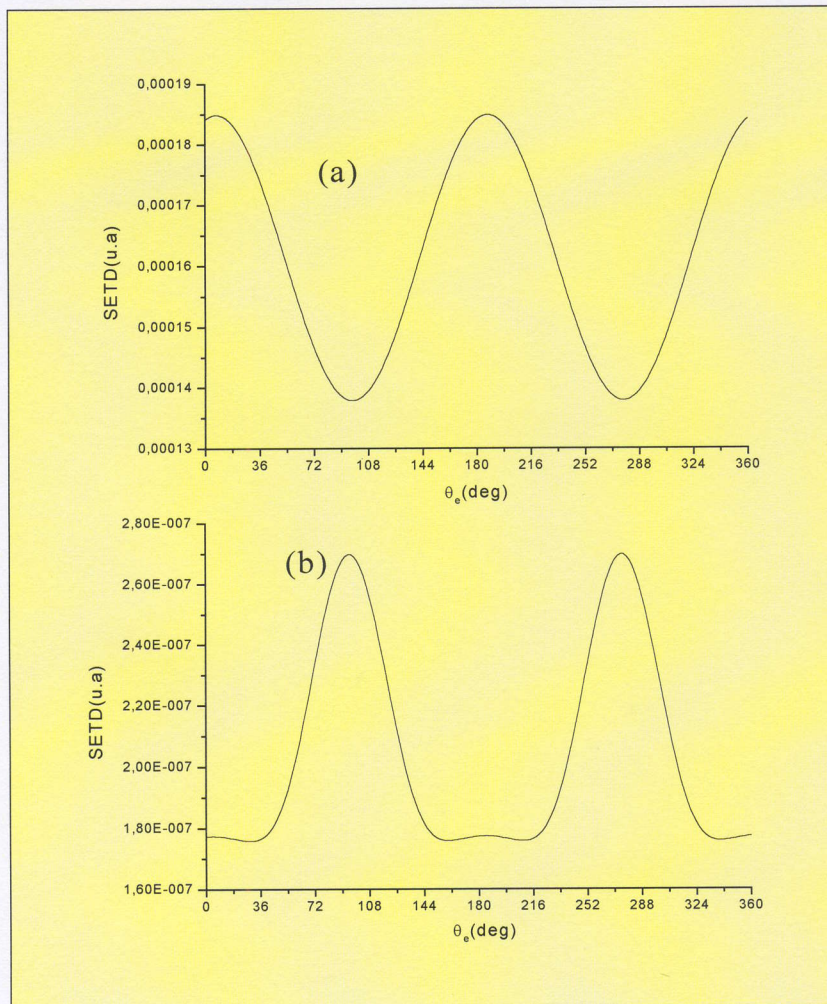 0,00019
0,00018
0,00017
0,00016
0,00015
0,00014
0,00013
SETD(u.a)
(a)
0 36 72 108 144 180 216 252 288 324 360
θe(deg)
2,80E-007
2,60E-007
2,40E-007
2,20E-007
2,00E-007
1,80E-007
1,60E-007
SETD(u.a)
(b)
0 36 72 108 144 180 216 252 288 324 360
θe(deg)